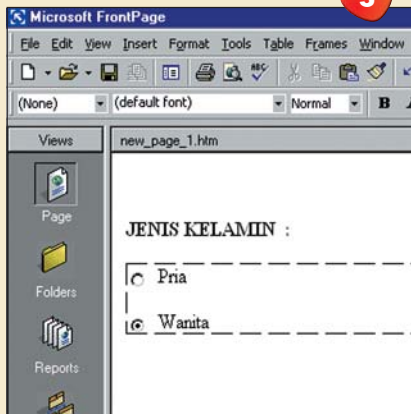 Microsoft FrontPage
File Edit View Insert Format Tools Table Frames Window
(None) (default font) Normal B
Views new_page_1.htm
Page
JENIS KELAMIN :
Pria
Folders
Wanita
Reports